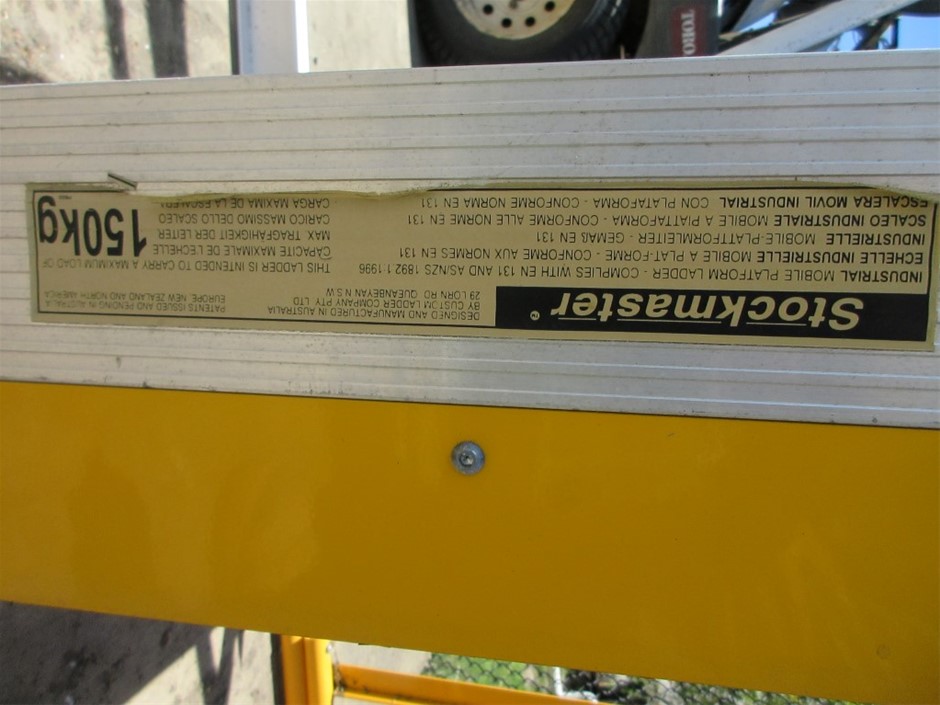 Stockmaster™
INDUSTRIAL MOBILE PLATFORM LADDER - COMPLIES WITH EN 131 AND AS/NZS 1892.1:1996
ECHELLE INDUSTRIELLE MOBILE A PLAT-FORME - CONFORME AUX NORMES EN 131
INDUSTRIELLE MOBILE-PLATTFORMLEITER - GEMAß EN 131
SCALEO INDUSTRIALE MOBILE A PIATTAFORMA - CONFORME ALLE NORME EN 131
ESCALERA MOVIL INDUSTRIAL CON PLATAFORMA - CONFORME NORMA EN 131
DESIGNED AND MANUFACTURED IN AUSTRALIA
BY CUSTOM LADDER COMPANY PTY LTD
29 LORN RD QUEANBEYAN N S W
PATENTS ISSUED AND PENDING IN AUSTRALIA,
EUROPE, NEW ZEALAND AND NORTH AMERICA
THIS LADDER IS INTENDED TO CARRY A MAXIMUM LOAD OF
CAPACITE MAXIMALE DE L'ECHELLE
MAX. TRAGFAHIGKEIT DER LEITER
CARICO MASSIMO DELLO SCALEO
CARGA MAXIMA DE LA ESCALERA
150kg
TORO